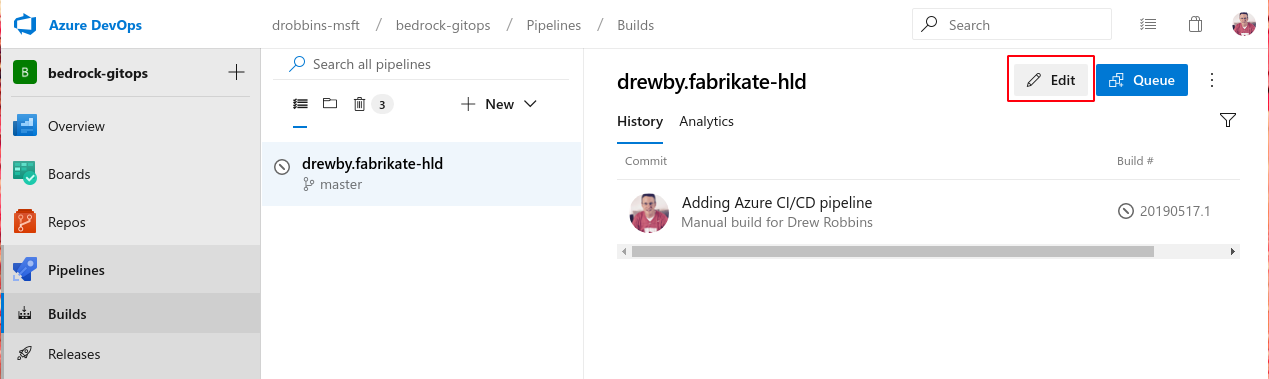 Azure DevOps
drobbins-msft / bedrock-gitops / Pipelines / Builds
Search
B bedrock-gitops
Overview
Boards
Repos
Pipelines
Builds
Releases
Search all pipelines
3
New
drewby.fabrikate-hld
master
drewby.fabrikate-hld
Edit
Queue
History Analytics
Commit Build #
Adding Azure CI/CD pipeline
Manual build for Drew Robbins
20190517.1